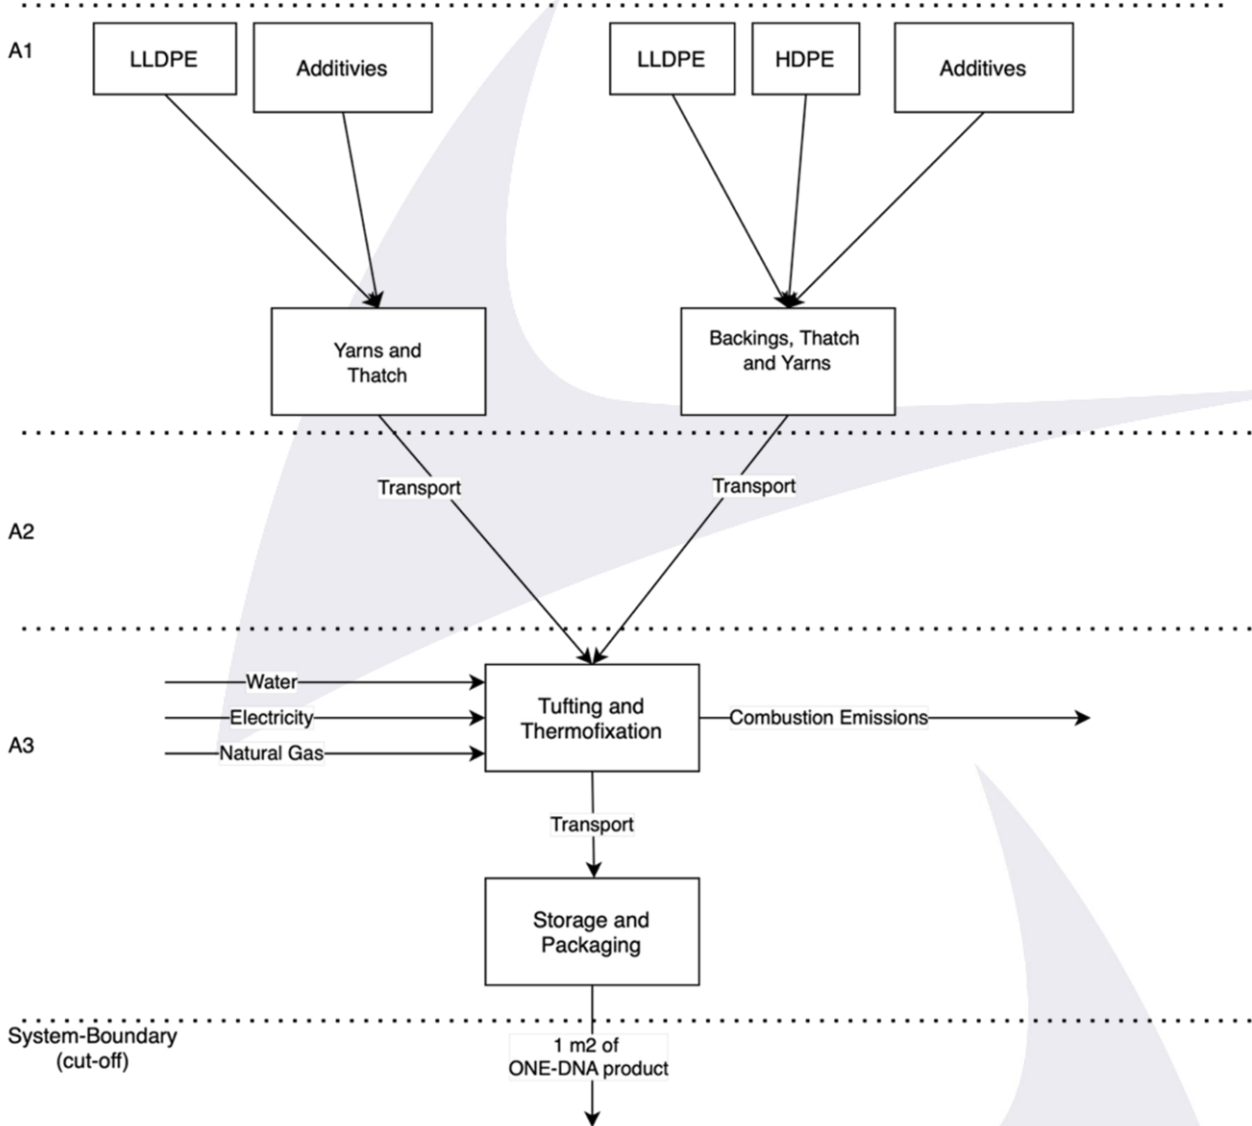 A1
LLDPE
Additivies
LLDPE
HDPE
Additives
Yarns and
Thatch
Backings, Thatch
and Yarns
Transport
Transport
A2
Water
Electricity
Natural Gas
A3
Tufting and
Thermofixation
Combustion Emissions
Transport
Storage and
Packaging
System-Boundary
(cut-off)
1 m2 of
ONE-DNA product